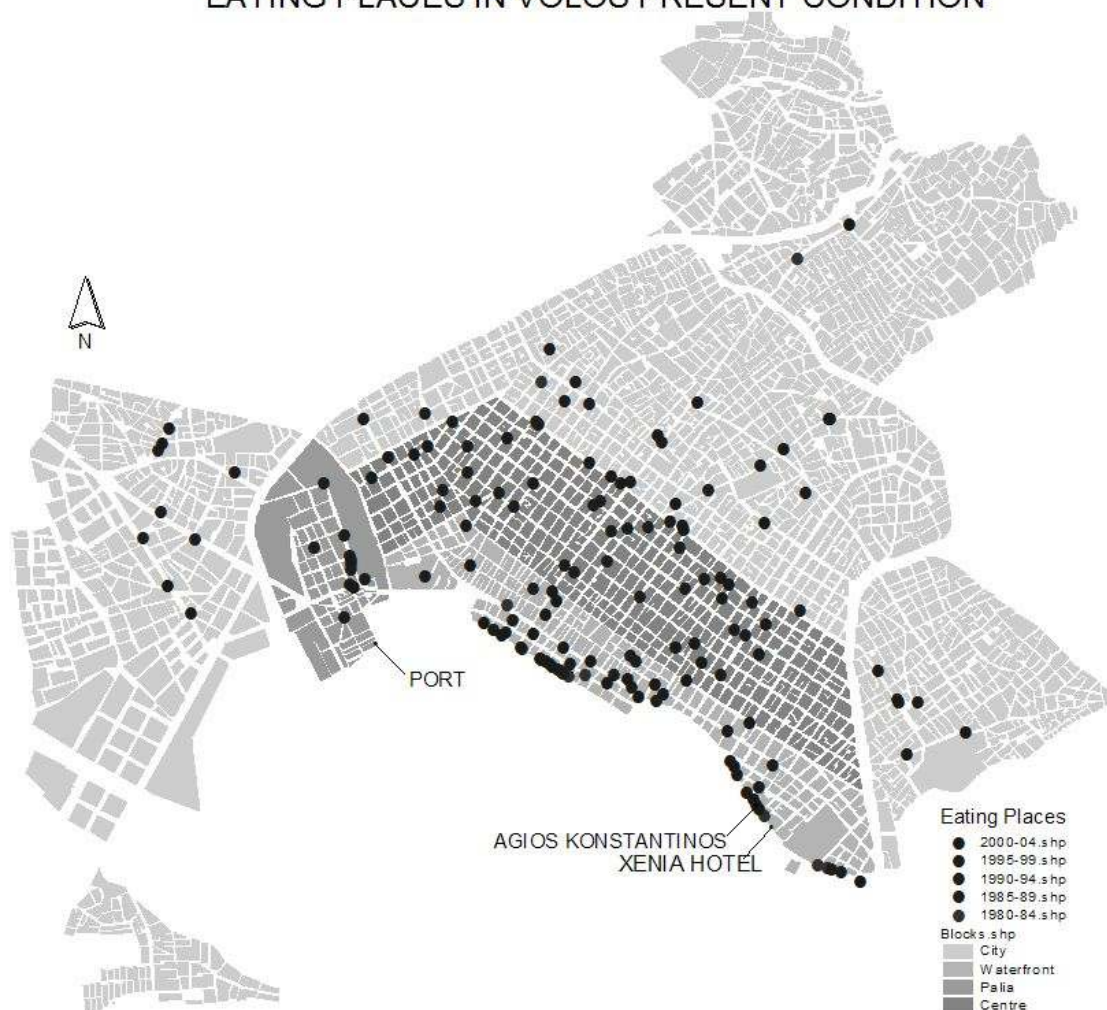 EATING PLACES IN VOLOS PRESENT CONDITION
N
PORT
AGIOS KONSTANTINOS
XENIA HOTEL
Eating Places
2000-04.shp
1995-99.shp
1990-94.shp
1985-89.shp
1980-84.shp
Blocks.shp
City
Waterfront
Palia
Centre